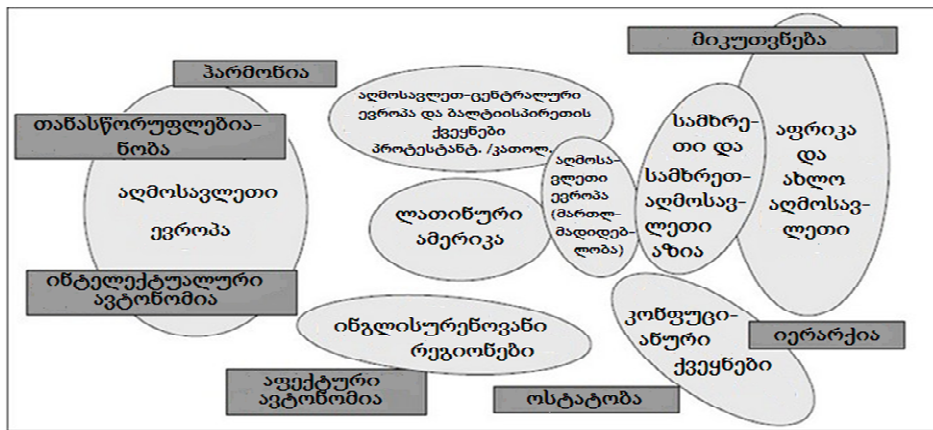 მიკუთვნება
ჰარმონია
აღმოსავლეთ-ცენტრალური
ევროპა და ბალტიისპირეთის
ქვეყნები
პროტესტანტ. /კათოლ.
თანასწორუფლებია-
ნობა
აღმოსავლეთი
ევროპა
ინტელექტუალური
ავტონომია
ლათინური
ამერიკა
აღმოსა-
ვლეთი
ევროპა
(მართლ-
მადიდებ-
ლობა)
სამხრე-
თი და
სამხრეთ-
აღმოსავ-
ლეთი
აზია
აფრიკა
და
ახლო
აღმოსავ-
ლეთი
ინგლისურენოვანი
რეგიონები
კონფუცი-
ანური
ქვეყნები
იერარქია
აფექტური
ავტონომია
ოსტატობა